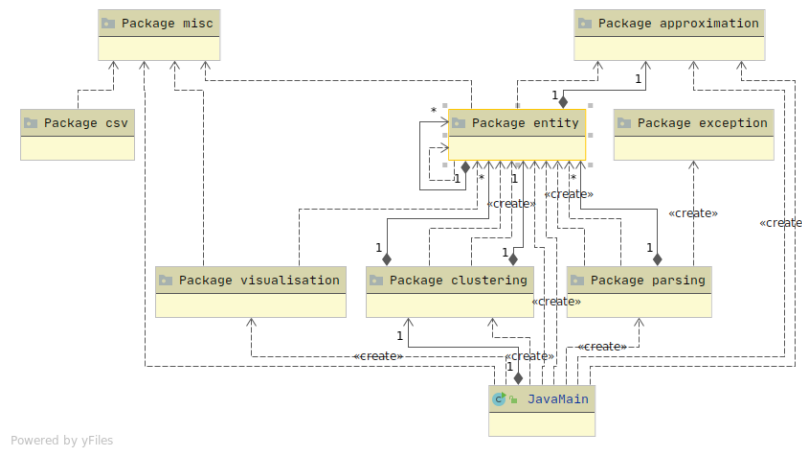 Package misc
Package approximation
1
1
*
Package csv
Package entity
Package exception
1
*
1
«create»
*
«create»
«create»
«create»
1
1
1
Package visualisation
Package clustering
Package parsing
«create»
1
«create»
«create»
«create»
1
JavaMain
Powered by yFiles